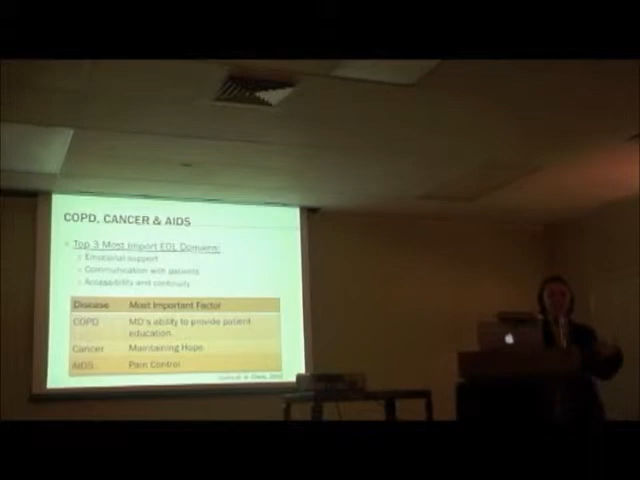 COPD, CANCER & AIDS
Top 3 Most Import EOL Domains:
Emotional support
Communication with patients
Accessibility and continuity
Disease Most Important Factor
COPD MD's ability to provide patient
education.
Cancer Maintaining Hope
AIDS Pain Control